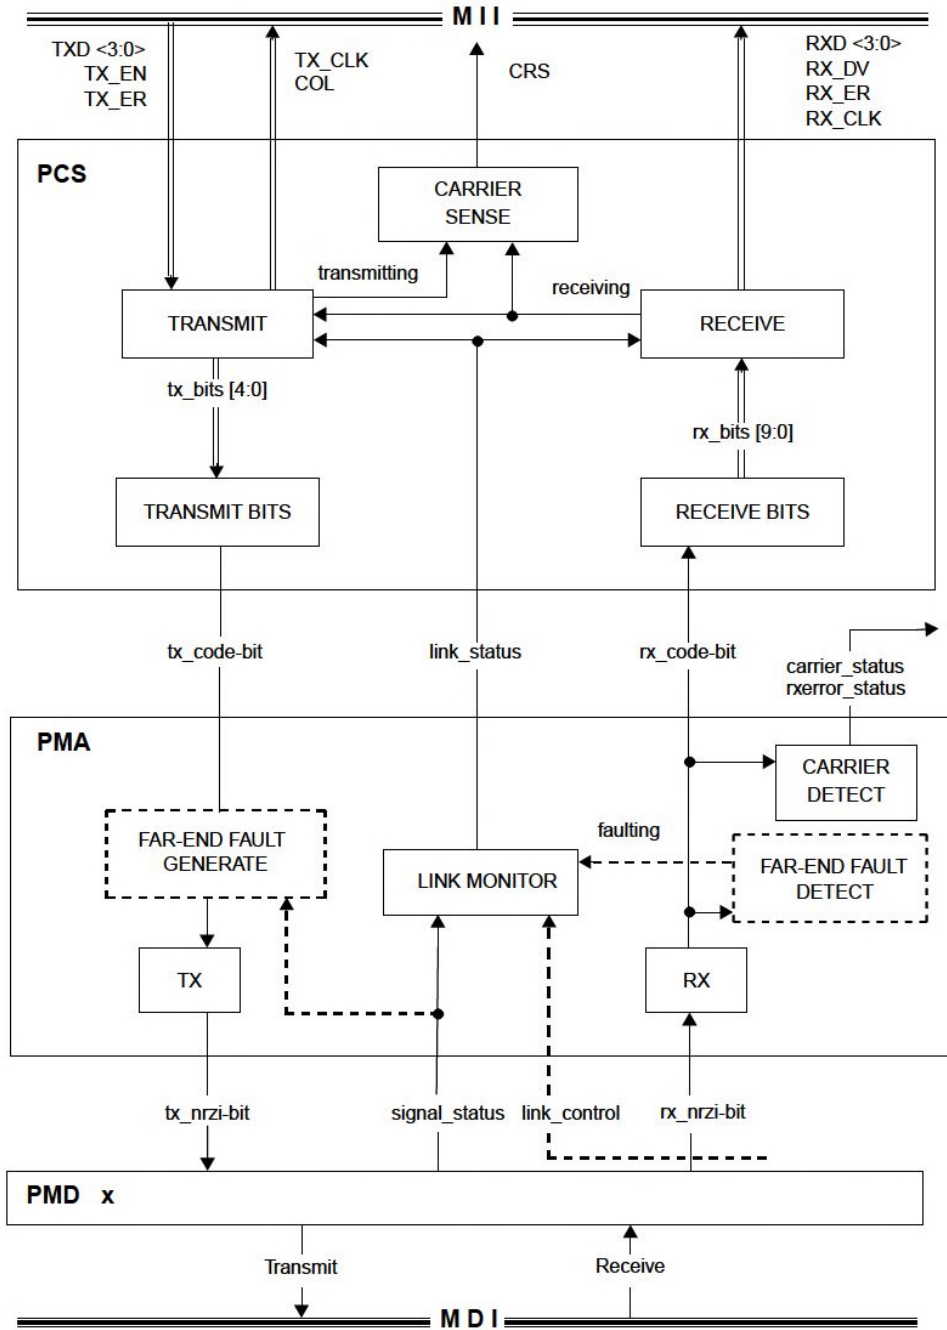 M I I
TXD <3:0>
TX_EN
TX_ER
TX_CLK
COL
CRS
RXD <3:0>
RX_DV
RX_ER
RX_CLK
PCS
CARRIER
SENSE
transmitting
receiving
TRANSMIT
RECEIVE
tx_bits [4:0]
rx_bits [9:0]
TRANSMIT BITS
RECEIVE BITS
tx_code-bit
link_status
rx_code-bit
carrier_status
rxerror_status
PMA
CARRIER
DETECT
FAR-END FAULT
GENERATE
faulting
LINK MONITOR
FAR-END FAULT
DETECT
TX
RX
tx_nrzi-bit
signal_status
link_control
rx_nrzi-bit
PMD x
Transmit
Receive
M D I